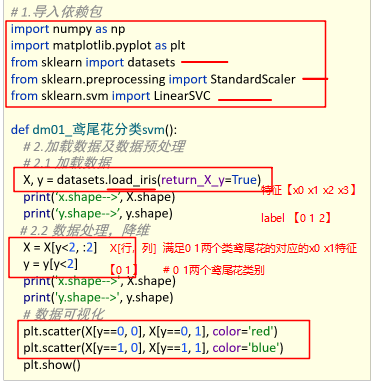 # 1.导入依赖包
import numpy as np
import matplotlib.pyplot as plt
from sklearn import datasets
from sklearn.preprocessing import StandardScaler
from sklearn.svm import LinearSVC
def dm01_鸢尾花分类svm():
# 2.加载数据及数据预处理
# 2.1 加载数据
X, y = datasets.load_iris(return_X_y=True) 特征【x0 x1 x2 x3】
print('x.shape-->', X.shape)
print('y.shape-->', y.shape) label 【0 1 2】
# 2.2 数据处理，降维
X = X[y<2, :2] X[行，列] 满足0 1两个类鸢尾花的对应的x0 x1特征
y = y[y<2] 【0 1】 # 0 1两个鸢尾花类别
print('x.shape-->', X.shape)
print('y.shape-->', y.shape)
# 数据可视化
plt.scatter(X[y==0, 0], X[y==0, 1], color='red')
plt.scatter(X[y==1, 0], X[y==1, 1], color='blue')
plt.show()